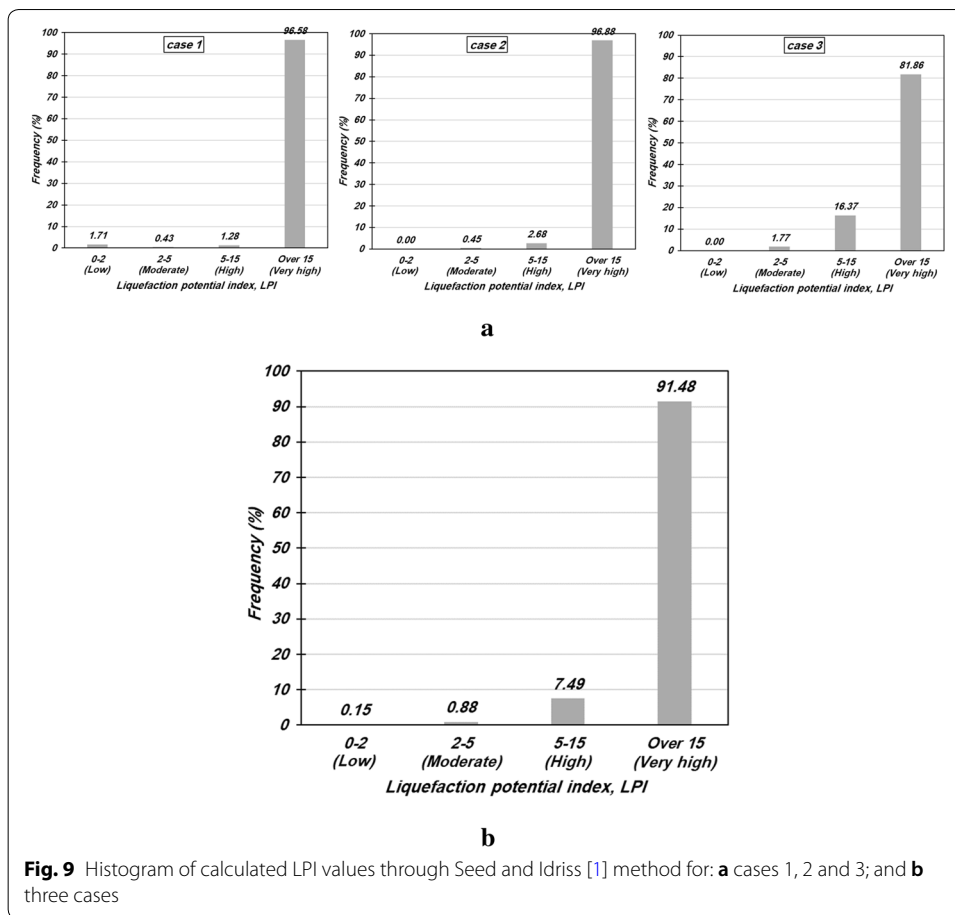 case 1
96.58
100
90
80
70
60
50
40
30
20
10
0
Frequency (%)
1.71
0.43
1.28
0-2 2-5 5-15 Over 15
(Low) (Moderate) (High) (Very high)
Liquefaction potential index, LPI
case 2
96.88
100
90
80
70
60
50
40
30
20
10
0
Frequency (%)
0.00
0.45
2.68
0-2 2-5 5-15 Over 15
(Low) (Moderate) (High) (Very high)
Liquefaction potential index, LPI
case 3
81.86
100
90
80
70
60
50
40
30
20
10
0
Frequency (%)
0.00
1.77
16.37
0-2 2-5 5-15 Over 15
(Low) (Moderate) (High) (Very high)
Liquefaction potential index, LPI
a
100
90
80
70
60
50
40
30
20
10
0
Frequency (%)
0.15
0.88
7.49
91.48
0-2 2-5 5-15 Over 15
(Low) (Moderate) (High) (Very high)
Liquefaction potential index, LPI
b
Fig. 9 Histogram of calculated LPI values through Seed and Idriss [1] method for: a cases 1, 2 and 3; and b
three cases